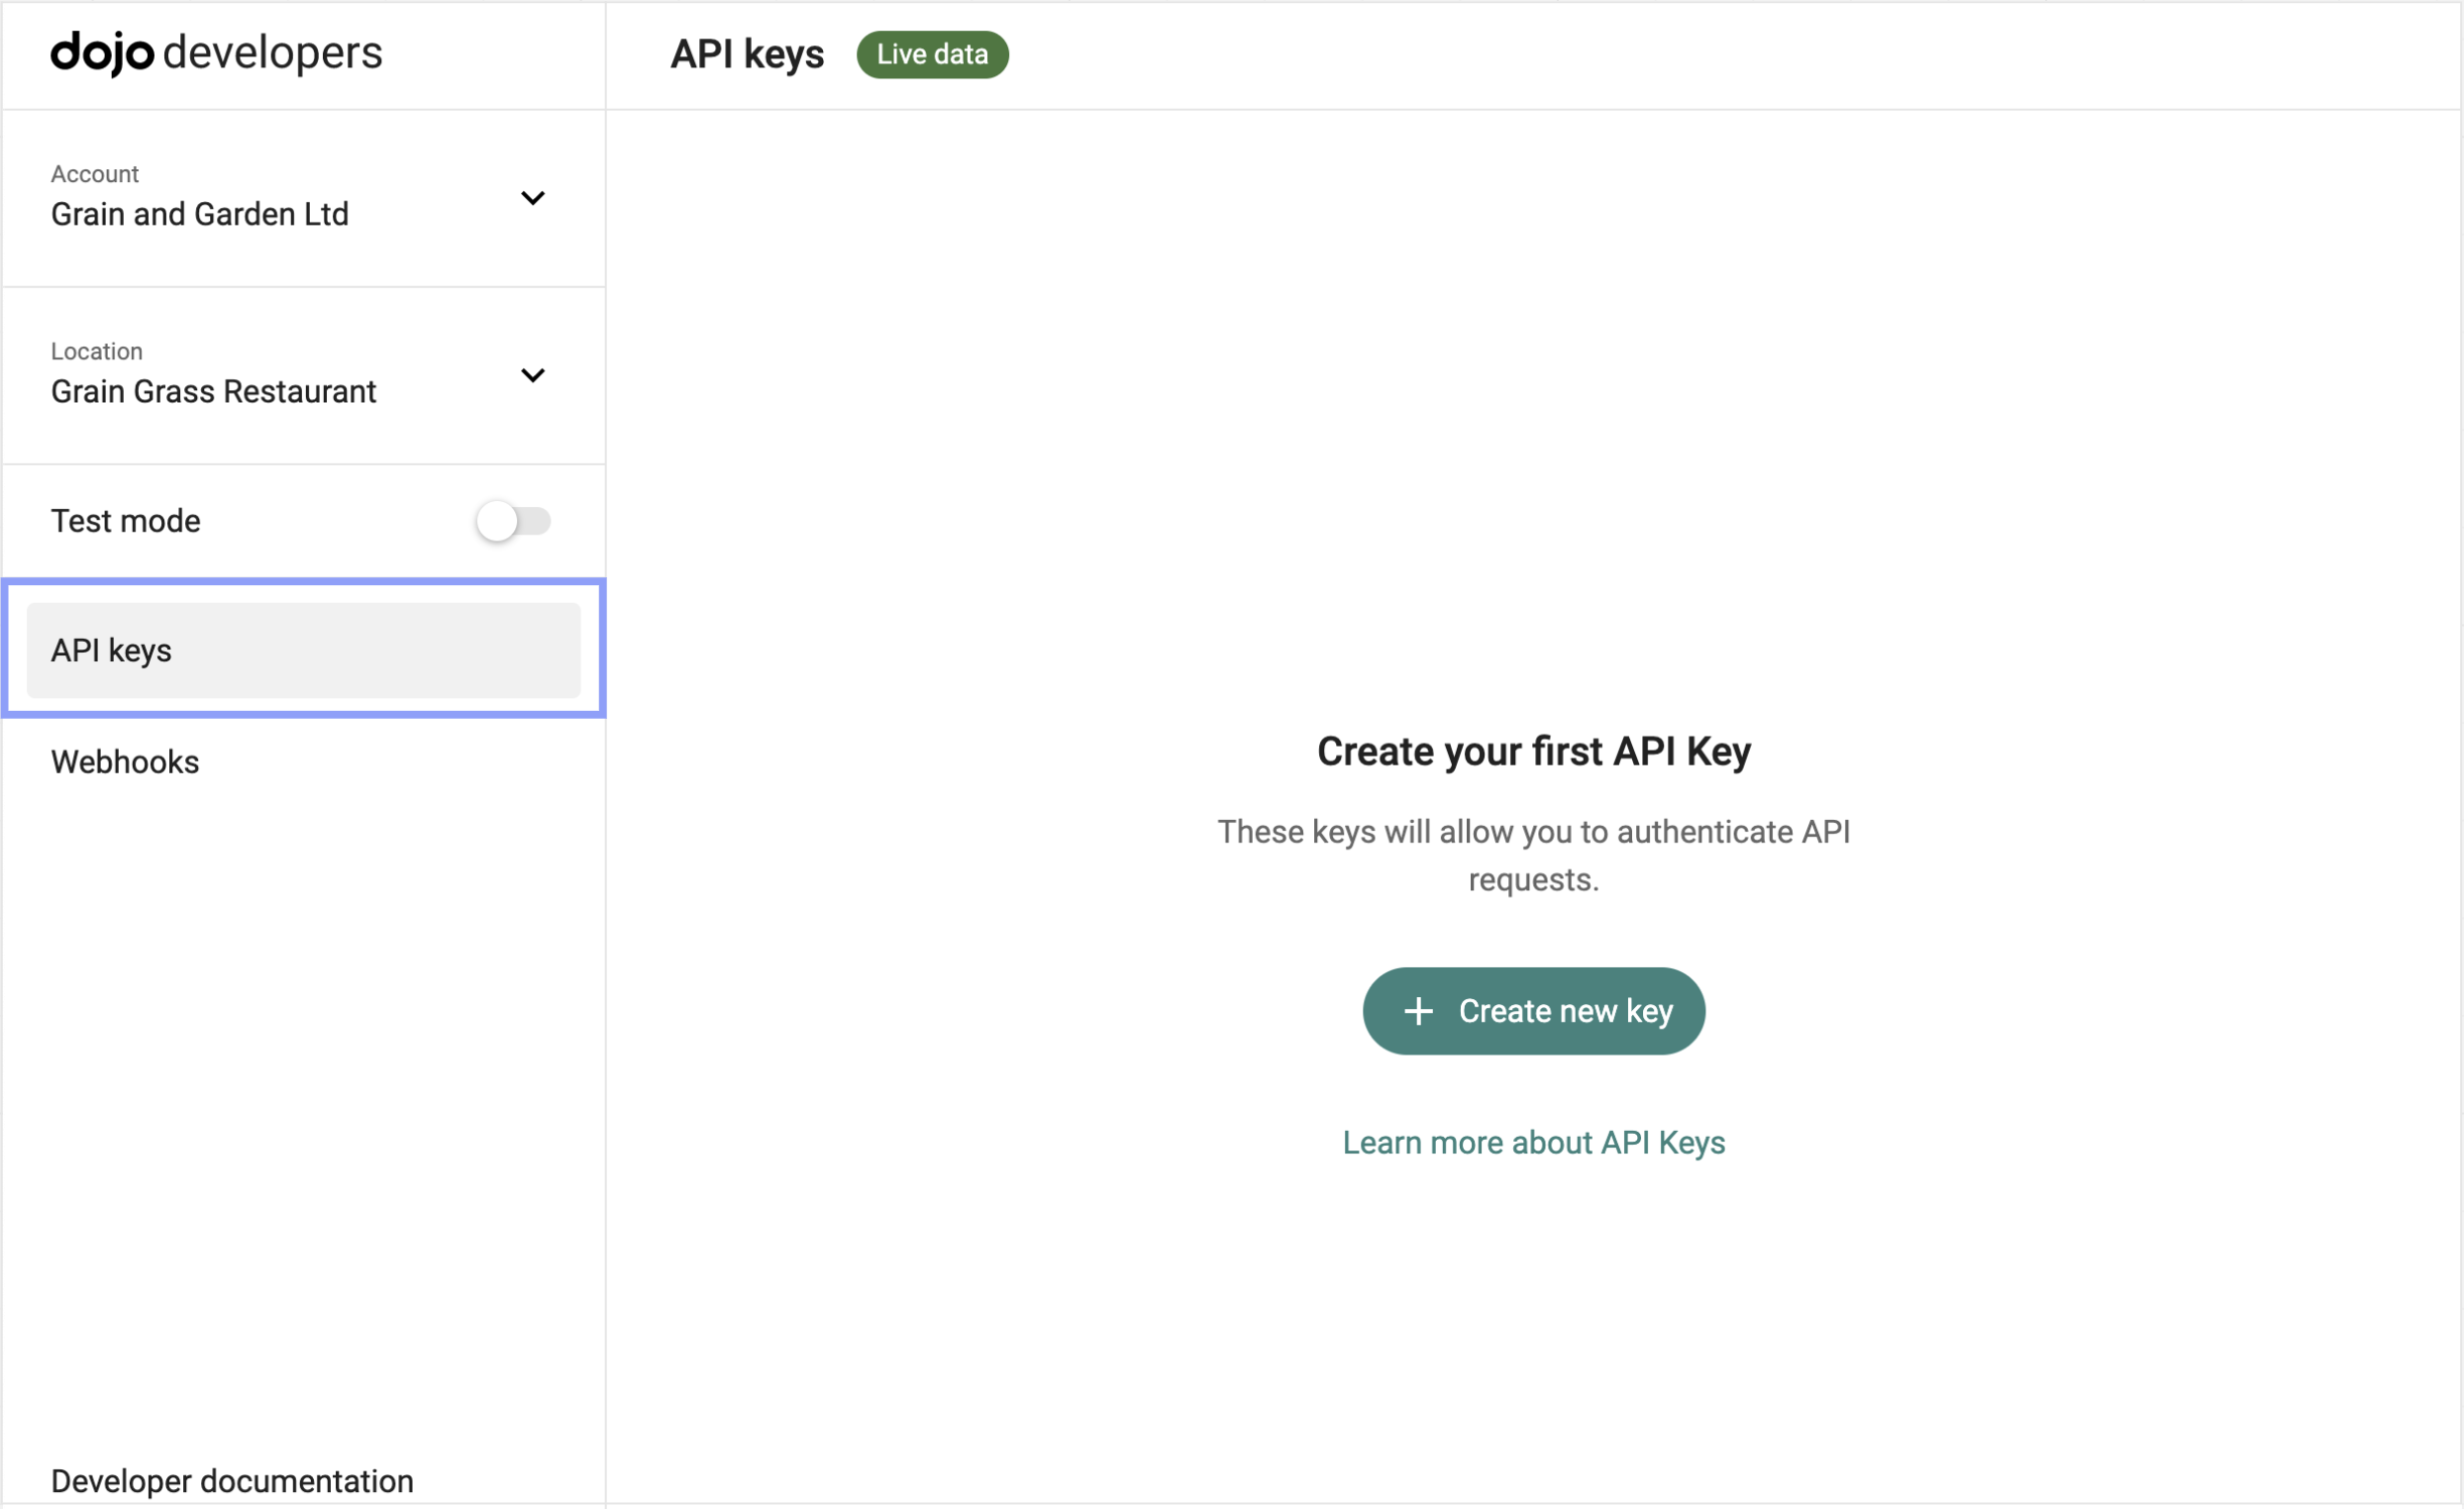 dojo developers
API keys
Live data
Account
Grain and Garden Ltd
Location
Grain Grass Restaurant
Test mode
API keys
Webhooks
Create your first API Key
These keys will allow you to authenticate API
requests.
Create new key
Learn more about API Keys
Developer documentation